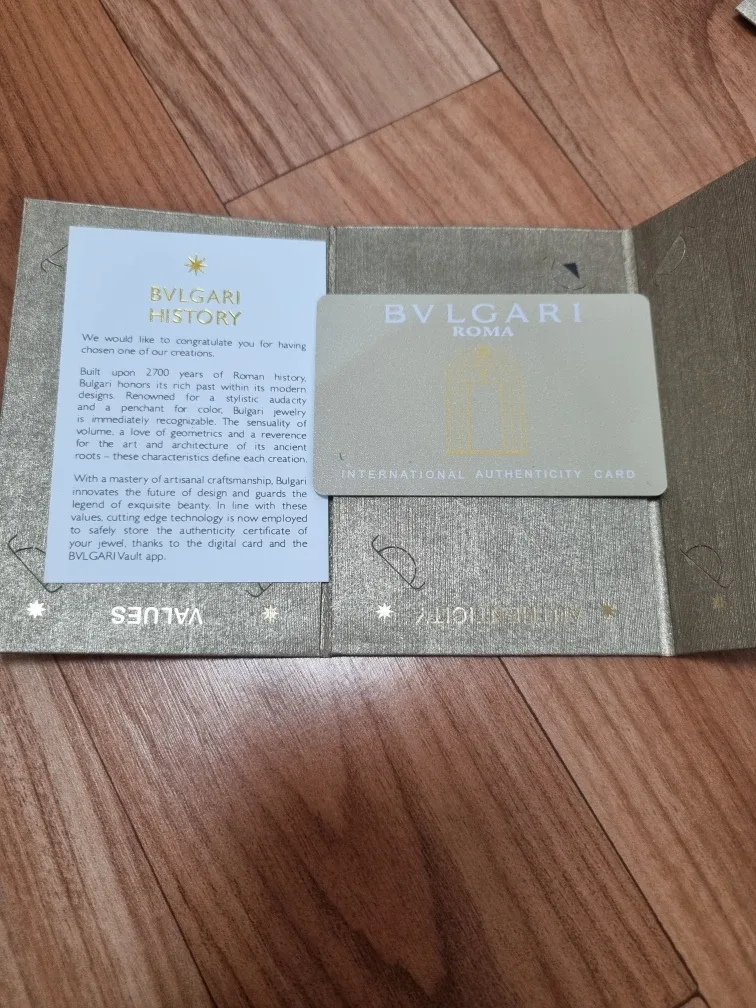 BVLGARI
HISTORY
We would like to congratulate you for having
chosen one of our creations.
Built upon 2700 years of Roman history,
Bulgari honors its rich past within its modern
designs. Renowned for a stylistic audacity
and a penchant for color, Bulgari jewelry
is immediately recognizable. The sensuality of
volume, a love of geometrics and a reverence
for the art and architecture of its ancient
roots – these characteristics define each creation.
With a mastery of artisanal craftsmanship, Bulgari
innovates the future of design and guards the
legend of exquisite beauty. In line with these
values, cutting edge technology is now employed
to safely store the authenticity certificate of
your jewel, thanks to the digital card and the
BVLGARI Vault app.
BVLGARI
ROMA
INTERNATIONAL AUTHENTICITY CARD
VALUES
AUTHENTICITY